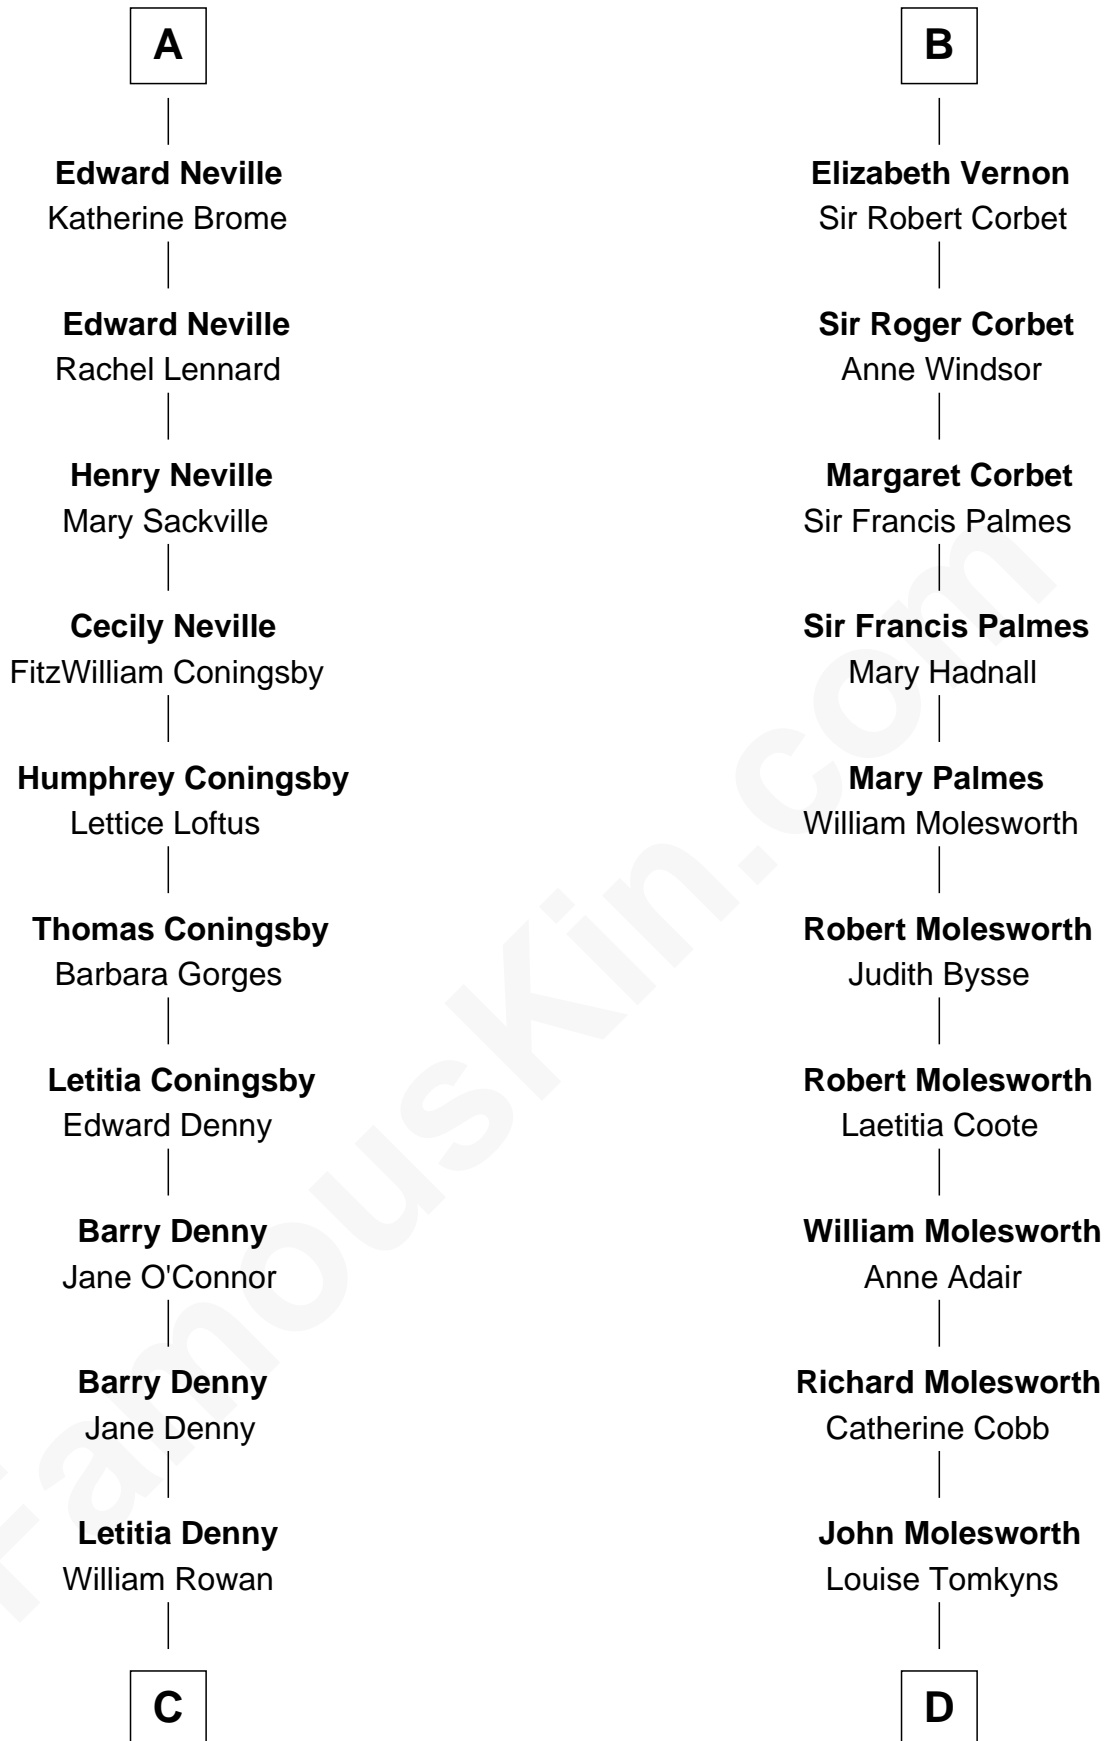 A
Edward Neville
Katherine Brome
Edward Neville
Rachel Lennard
Henry Neville
Mary Sackville
Cecily Neville
FitzWilliam Coningsby
Humphrey Coningsby
Lettice Loftus
Thomas Coningsby
Barbara Gorges
Letitia Coningsby
Edward Denny
Barry Denny
Jane O'Connor
Barry Denny
Jane Denny
Letitia Denny
William Rowan
C
B
Elizabeth Vernon
Sir Robert Corbet
Sir Roger Corbet
Anne Windsor
Margaret Corbet
Sir Francis Palmes
Sir Francis Palmes
Mary Hadnall
Mary Palmes
William Molesworth
Robert Molesworth
Judith Bysse
Robert Molesworth
Laetitia Coote
William Molesworth
Anne Adair
Richard Molesworth
Catherine Cobb
John Molesworth
Louise Tomkyns
D
FamousKin.com